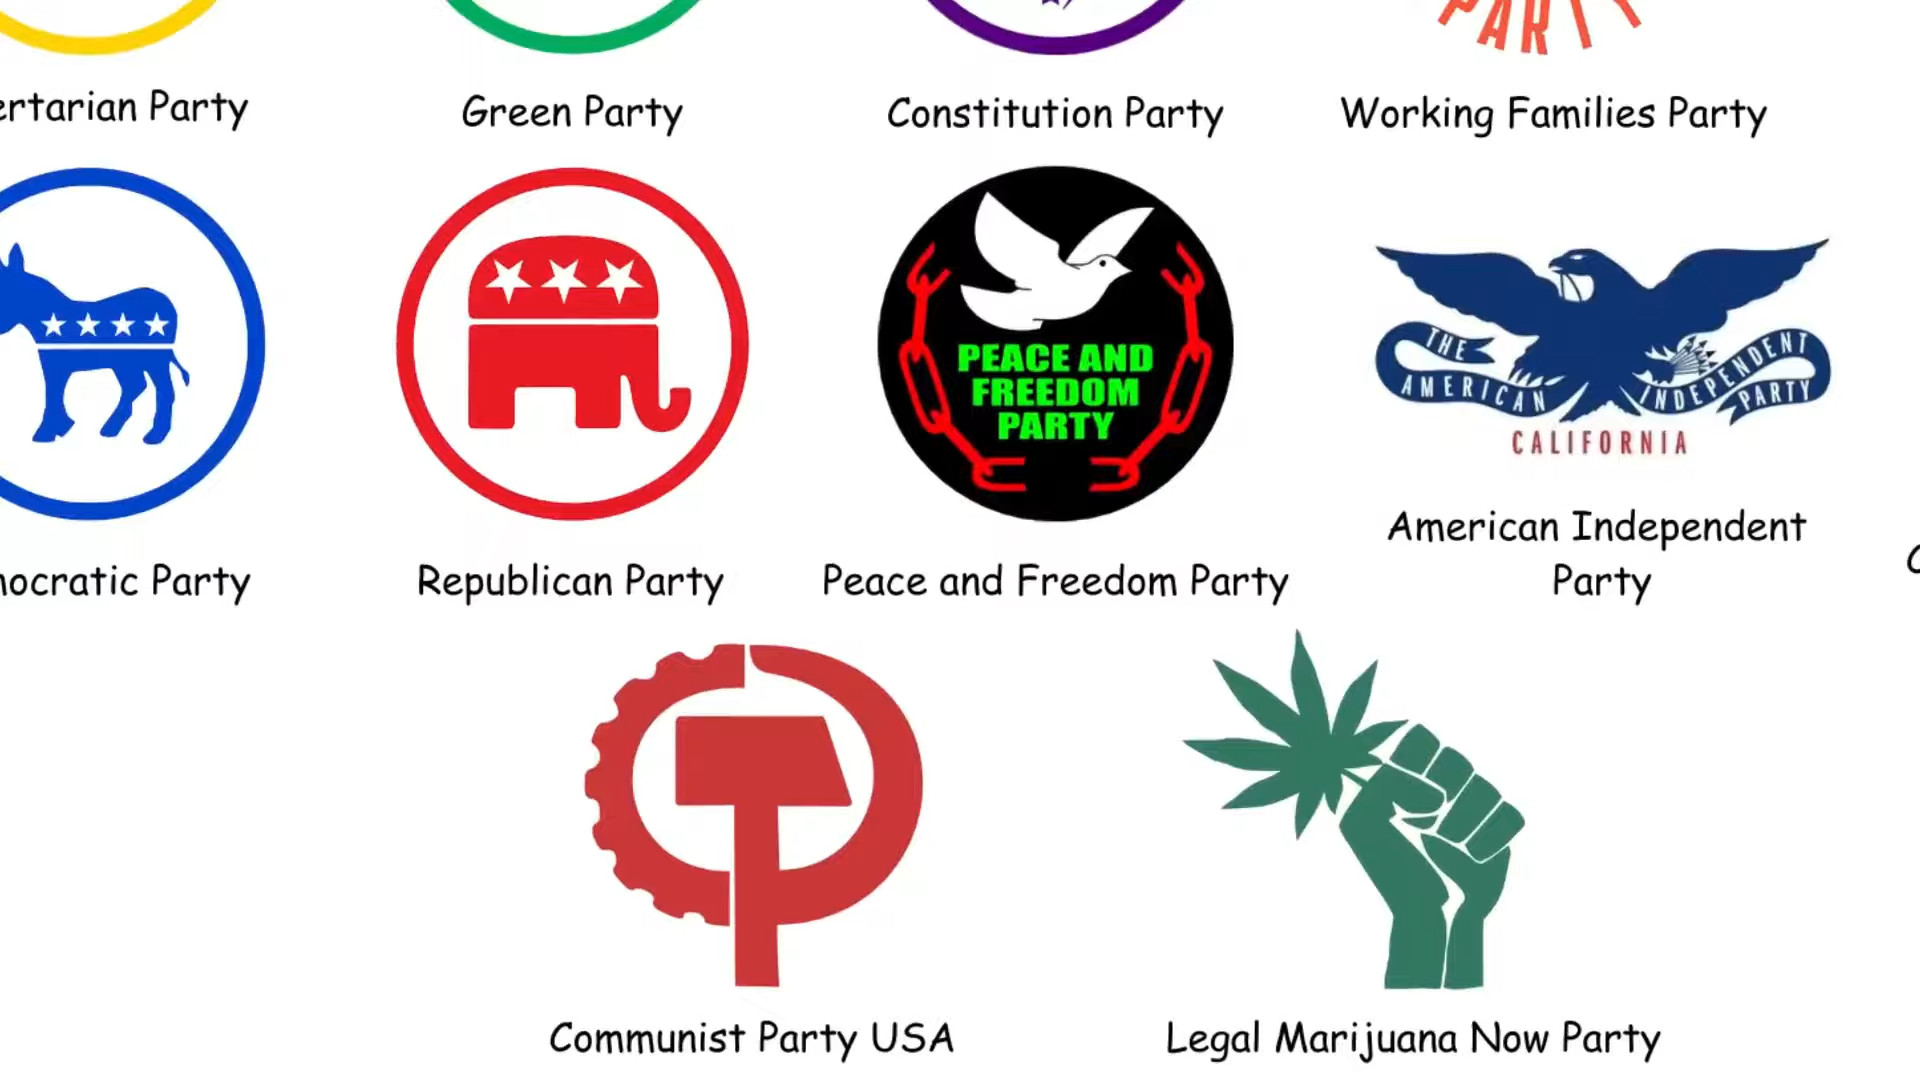 PARTY
ertarian Party
Green Party
Constitution Party
Working Families Party
PEACE AND
FREEDOM
PARTY
THE
AMERICAN
INDEPENDENT
PARTY
CALIFORNIA
American Independent
Party
nocratic Party
Republican Party
Peace and Freedom Party
Communist Party USA
Legal Marijuana Now Party